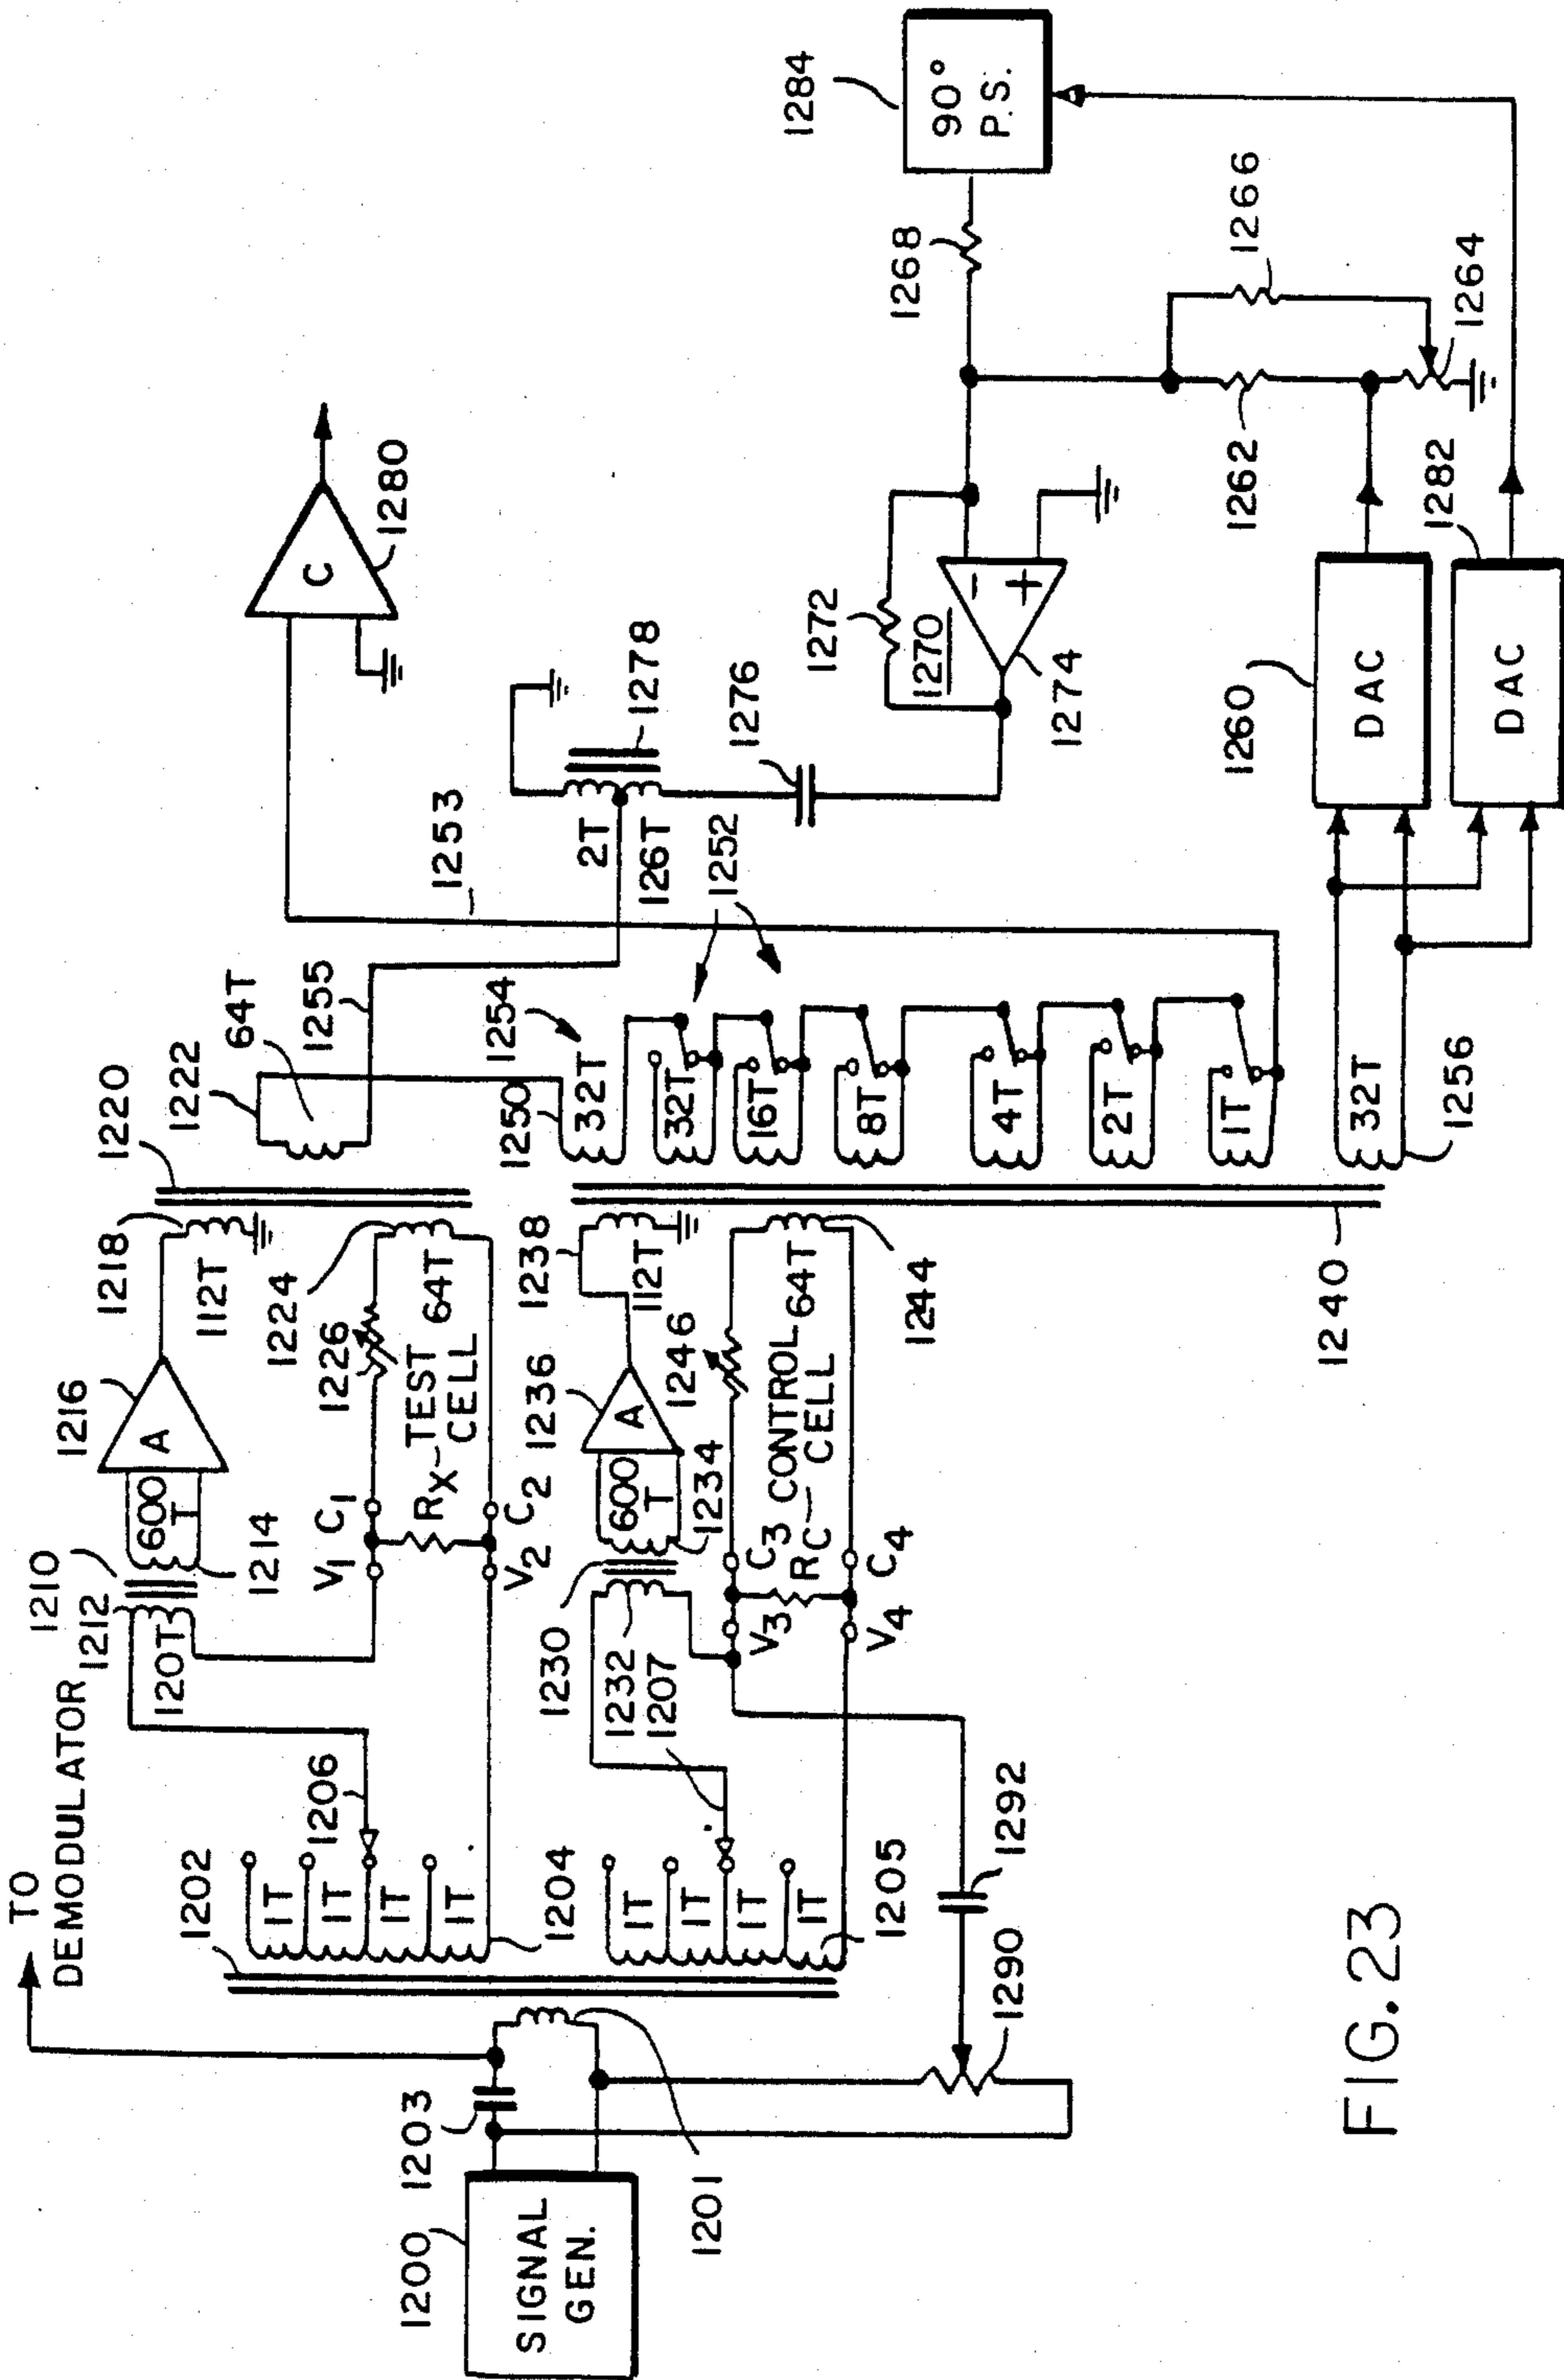 TO
DEMODULATOR
1200
SIGNAL
GEN.
1201
1203
1202
1T
1T
1T
1T
1204
1206
1T
1T
1T
1T
1205
1207
1290
1292
1210
1212
120T
600
T
1214
1216
A
1218
112T
1220
1222
64T
1255
1224
64T
1226
V1
C1
RX
TEST
CELL
V2
C2
1230
1232
600
T
1234
1236
A
1238
112T
1246
V3
C3
RC
CONTROL
CELL
V4
C4
64T
1244
1240
1250
1254
32T
1252
32T
16T
8T
4T
2T
1T
32T
1256
1253
C
1280
2T
126T
1278
1276
1272
1270
-
+
1274
1268
1284
90°
P.S.
1266
1264
1262
1260
DAC
1282
DAC
FIG. 23